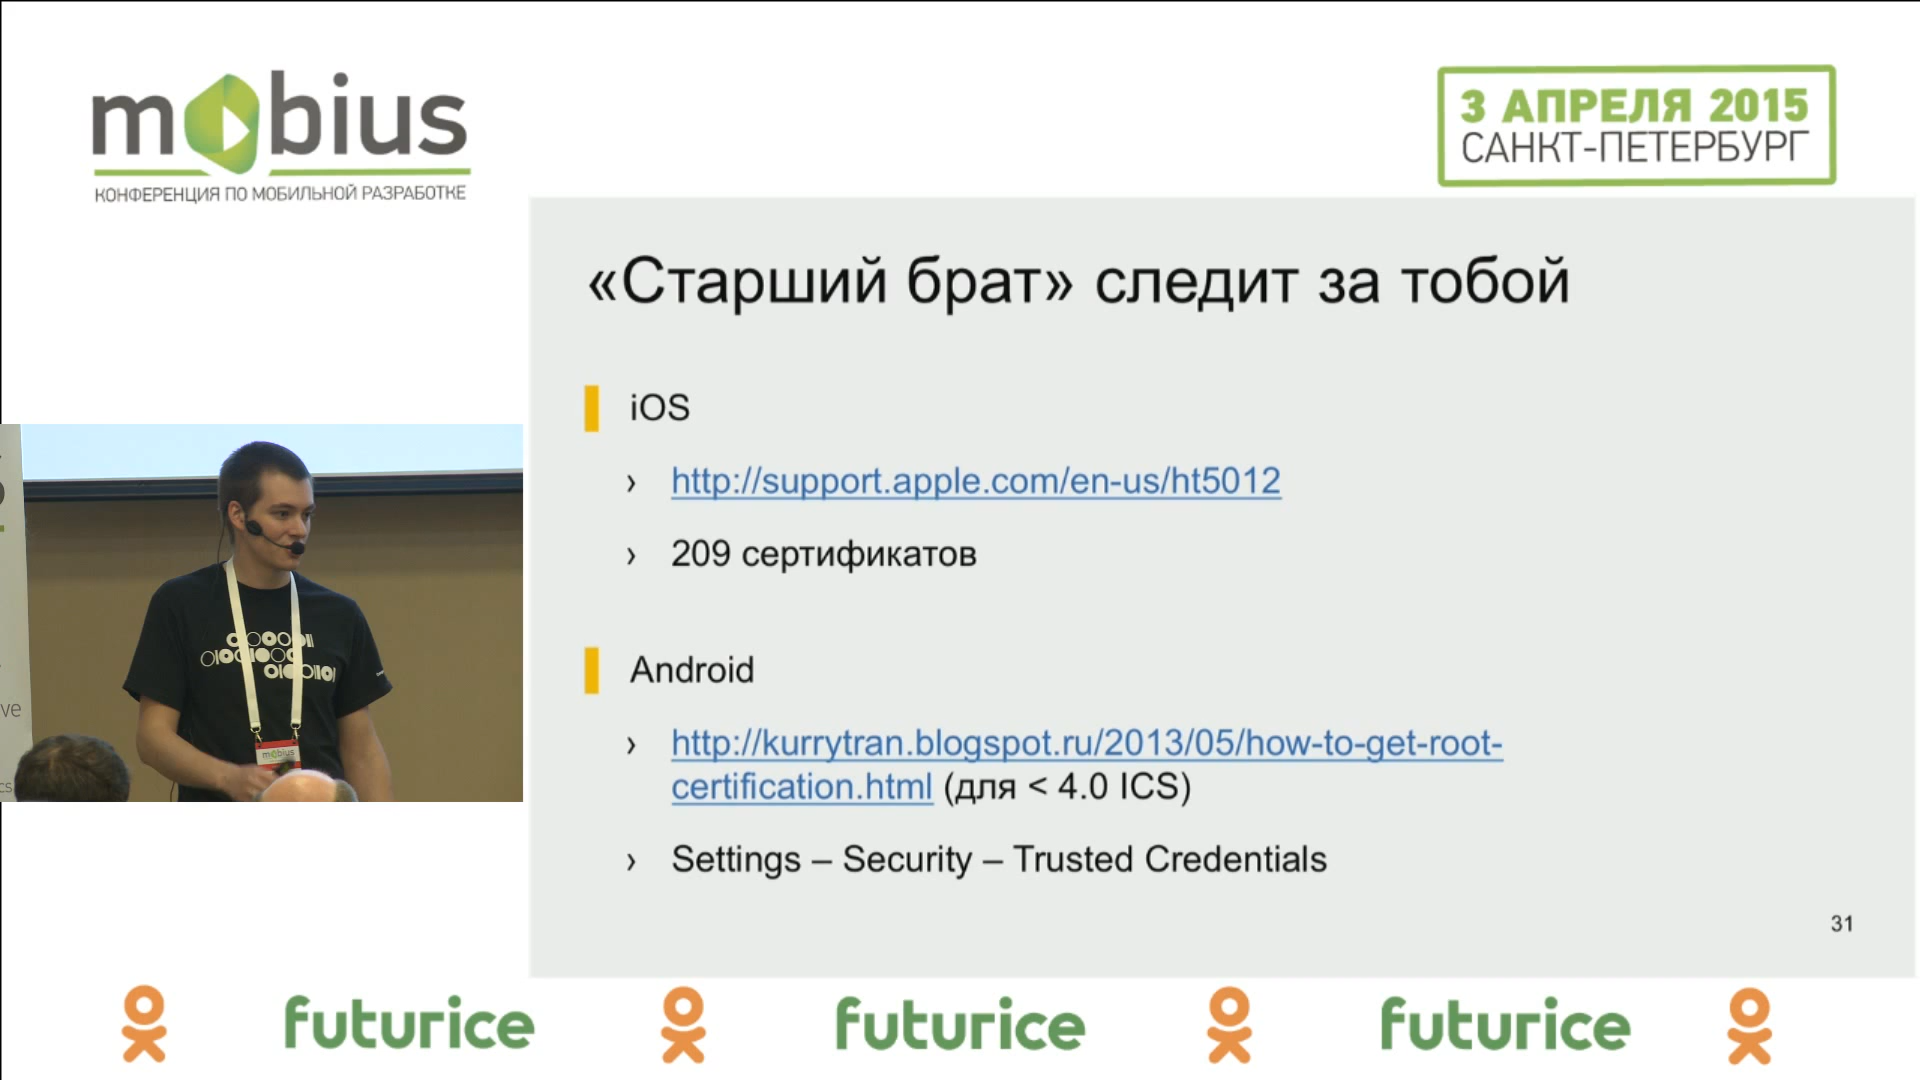 mobius
КОНФЕРЕНЦИЯ ПО МОБИЛЬНОЙ РАЗРАБОТКЕ
3 АПРЕЛЯ 2015
САНКТ-ПЕТЕРБУРГ
«Старший брат» следит за тобой
iOS
› http://support.apple.com/en-us/ht5012
› 209 сертификатов
Android
› http://kurrytran.blogspot.ru/2013/05/how-to-get-root-
certification.html (для < 4.0 ICS)
› Settings – Security – Trusted Credentials
31
mobius
futurice
futurice
futurice